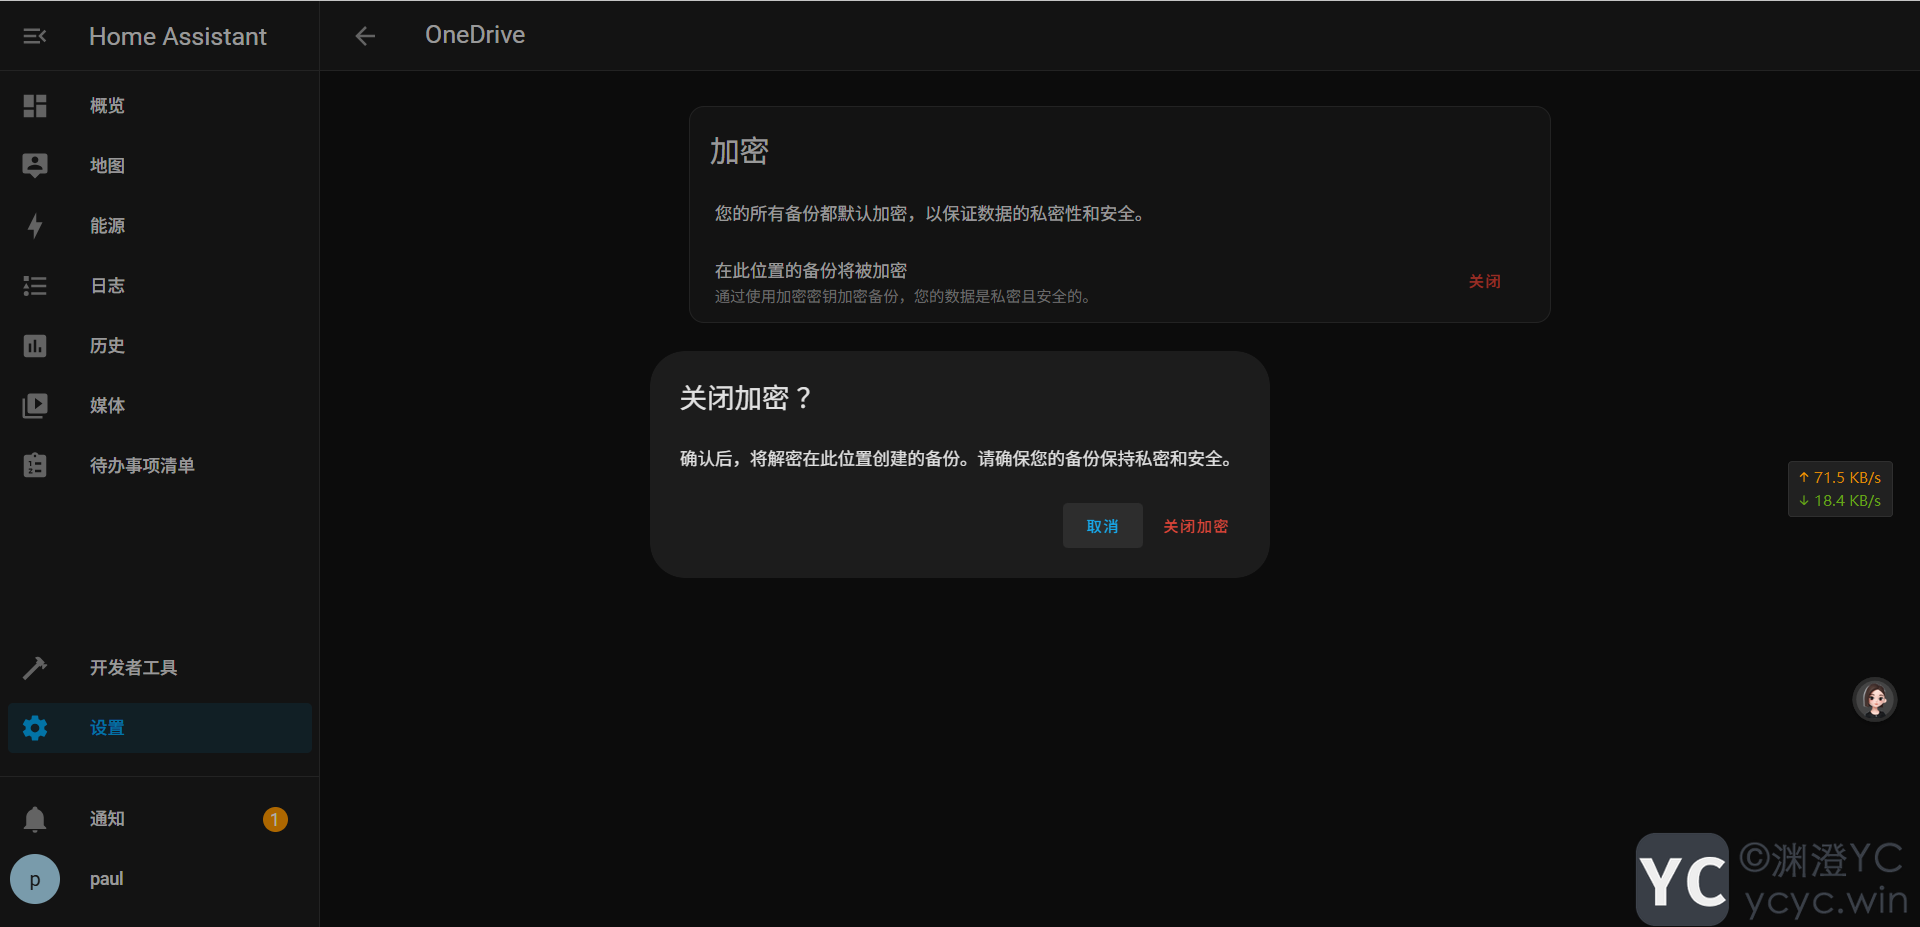 Home Assistant
OneDrive
概览
地图
能源
日志
历史
媒体
待办事项清单
开发者工具
设置
通知
1
p
paul
加密
您的所有备份都默认加密，以保证数据的私密性和安全。
在此位置的备份将被加密
通过使用加密密钥加密备份，您的数据是私密且安全的。
关闭
关闭加密？
确认后，将解密在此位置创建的备份。请确保您的备份保持私密和安全。
取消
关闭加密
↑ 71.5 KB/s
↓ 18.4 KB/s
YC
©渊澄YC
ycyc.win